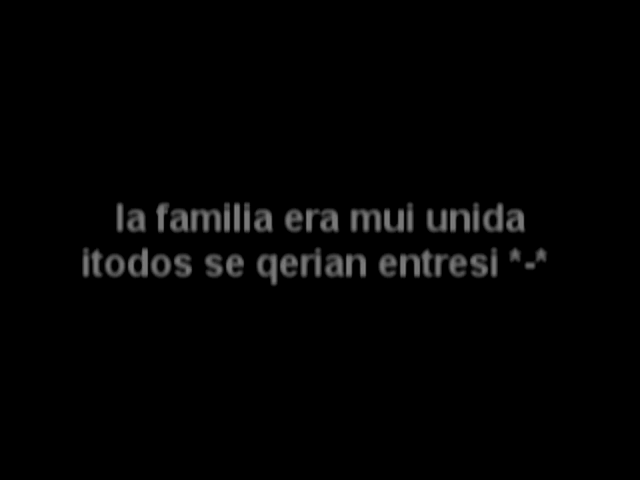 la familia era mui unida
itodos se qerian entresi *-*